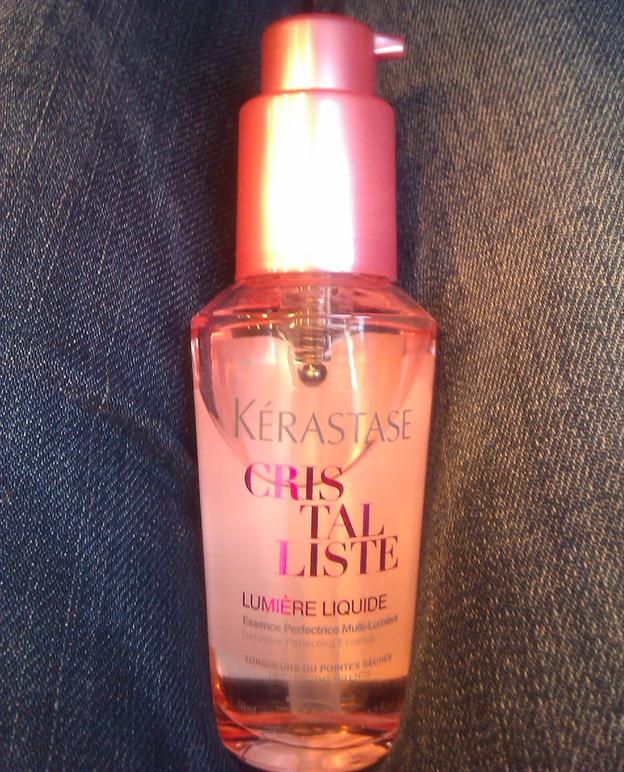 KÉRASTASE
CRIS
TAL
LISTE
LUMIÈRE LIQUIDE
Essence Perfectrice Multi-Lumière
Luminous Perfecting Essence
LONGUEURS OU POINTES SÈCHES